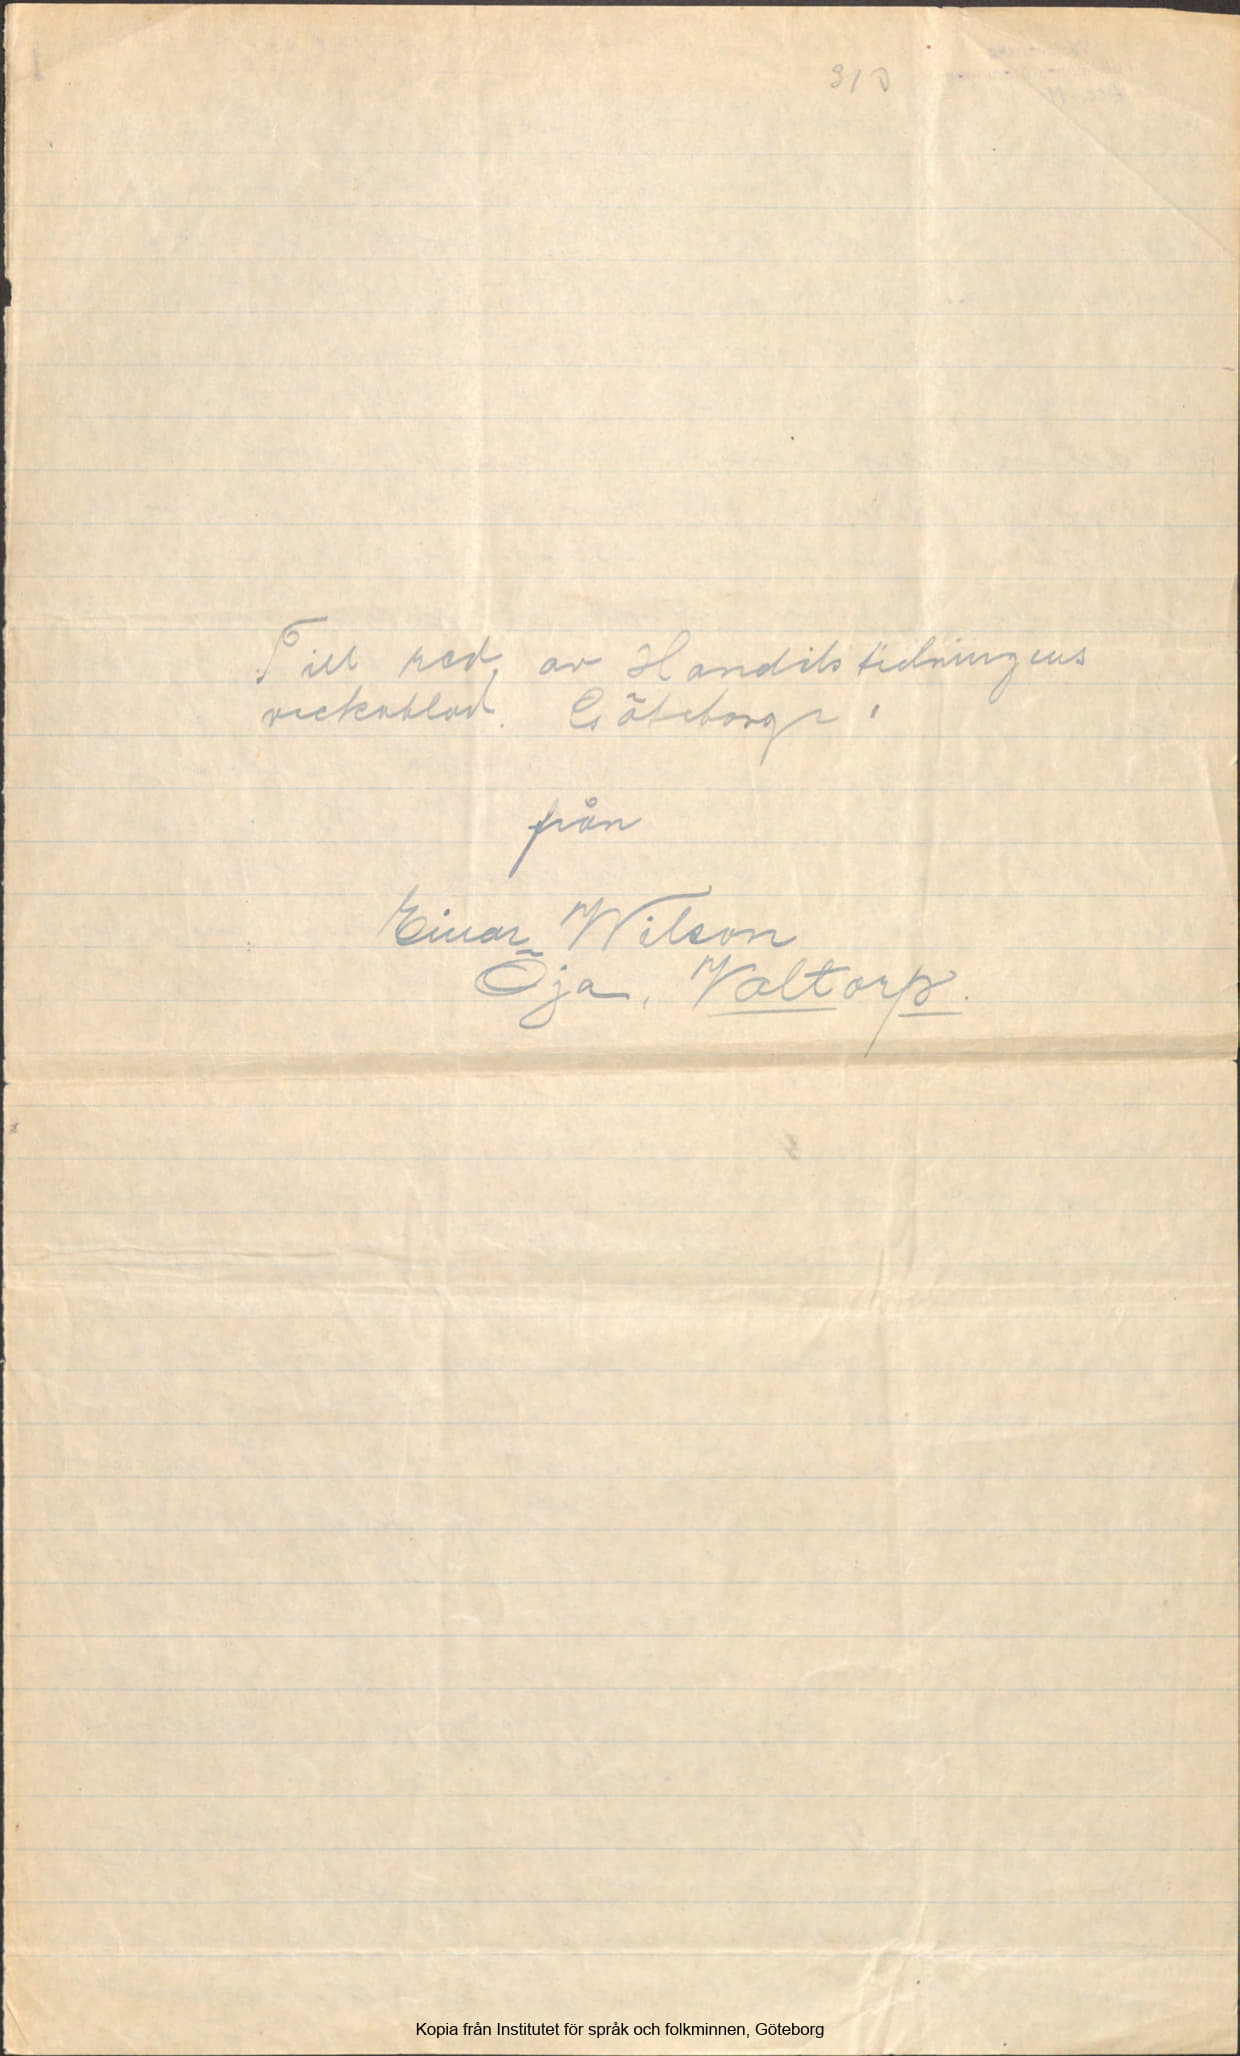 Till red. av Handelstidningens
veckoblad. Göteborg!
från
Einar Wilson
Öja, Valtorp.
Kopia från Institutet för språk och folkminnen, Göteborg